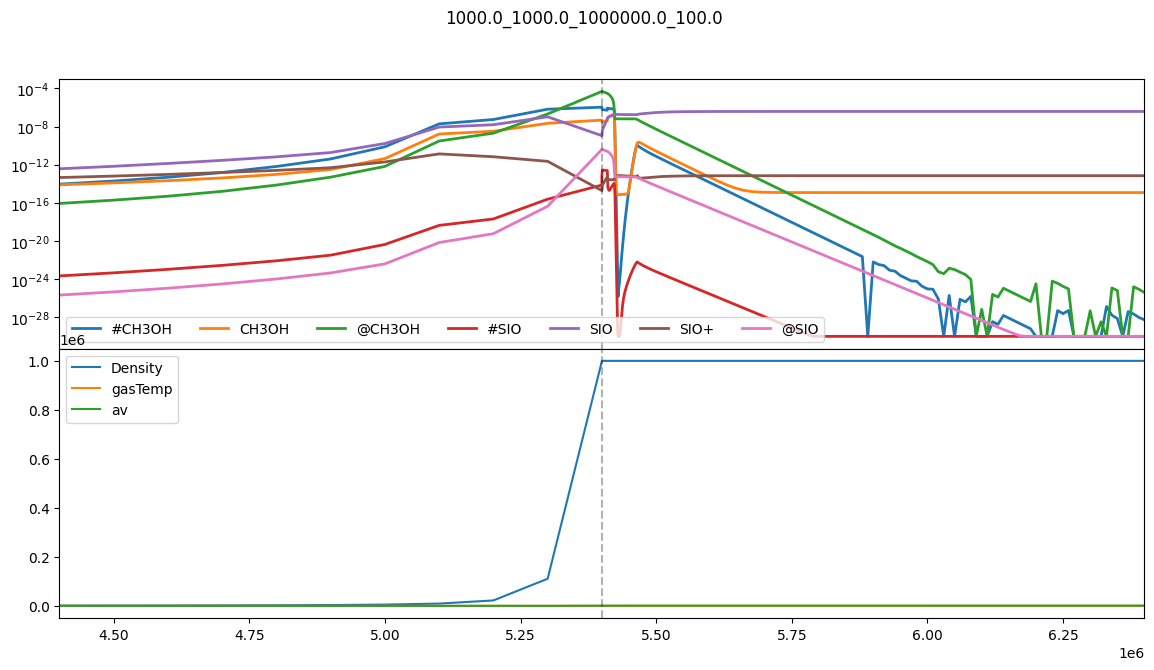 1000.0_1000.0_1000000.0_100.0
10⁻⁴
10⁻⁸
10⁻¹²
10⁻¹⁶
10⁻²⁰
10⁻²⁴
10⁻²⁸
#CH3OH CH3OH @CH3OH #SIO SIO SIO+ @SIO
1e6
1.0
0.8
0.6
0.4
0.2
0.0
Density
gasTemp
av
4.50 4.75 5.00 5.25 5.50 5.75 6.00 6.25
1e6